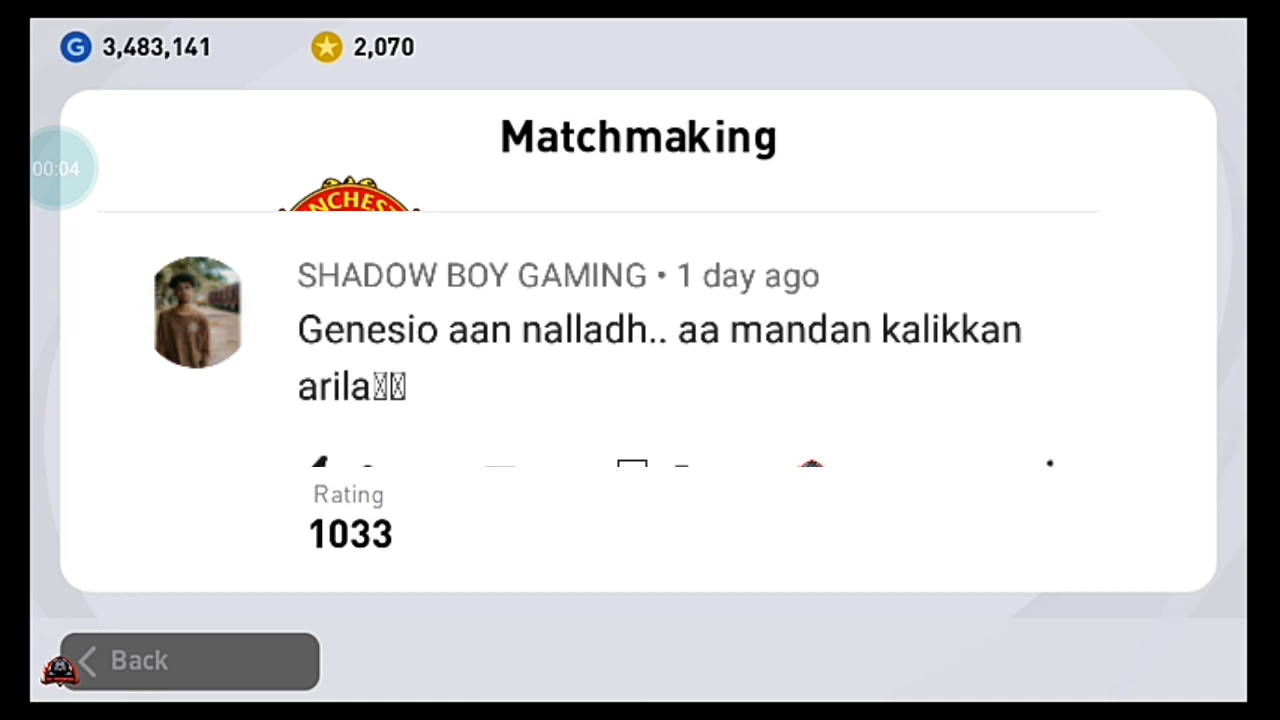 G 3,483,141 2,070
Matchmaking
00:04
NCHES
SHADOW BOY GAMING • 1 day ago
Genesio aan nalladh.. aa mandan kalikkan
arila
Rating
1033
Back